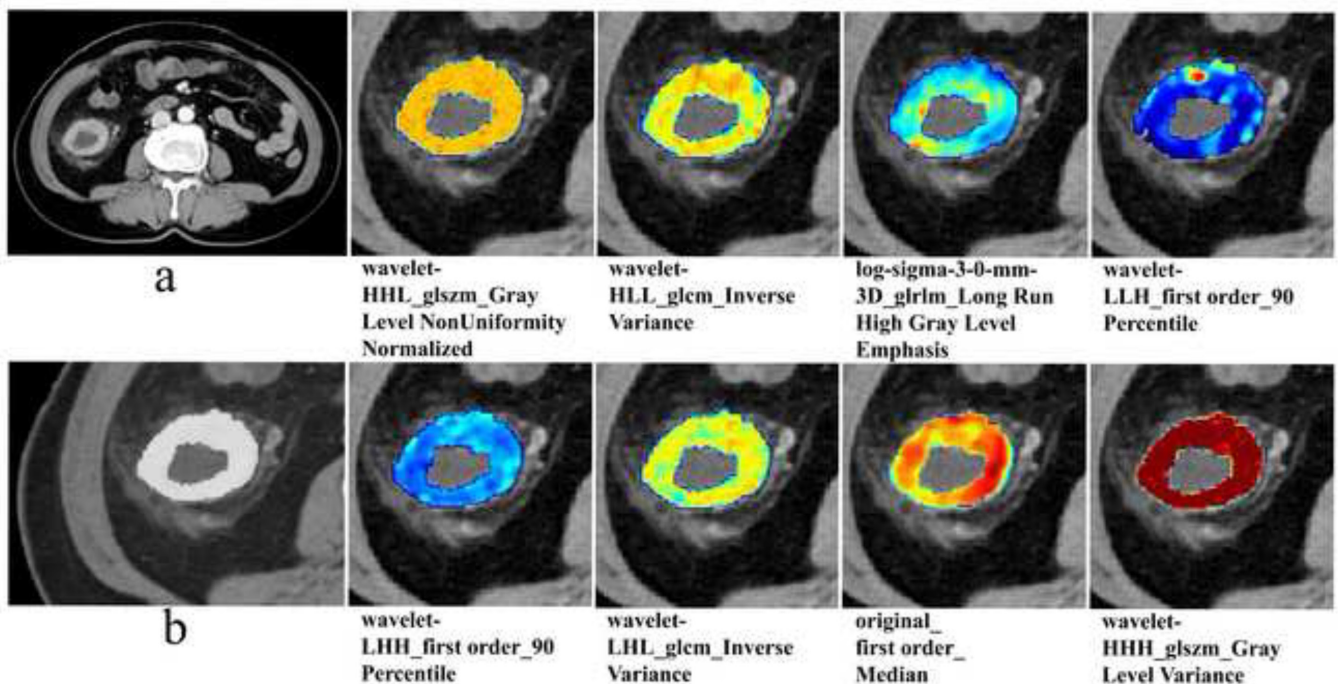 a
wavelet-
HHL_glszm_Gray
Level NonUniformity
Normalized
wavelet-
HLL_glcm_Inverse
Variance
log-sigma-3-0-mm-
3D_glrlm_Long Run
High Gray Level
Emphasis
wavelet-
LLH_first order_90
Percentile
b
wavelet-
LHH_first order_90
Percentile
wavelet-
LHL_glcm_Inverse
Variance
original_
first order_
Median
wavelet-
HHH_glszm_Gray
Level Variance